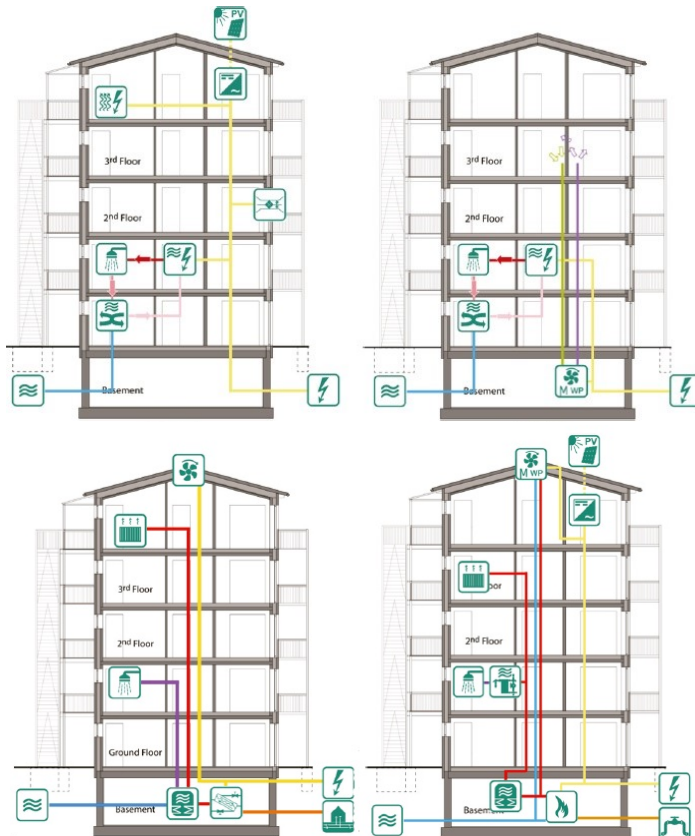 PV
3rd Floor
2nd Floor
Basement
3rd Floor
2nd Floor
M WP
Basement
3rd Floor
2nd Floor
Ground Floor
Basement
PV
M WP
2nd Floor